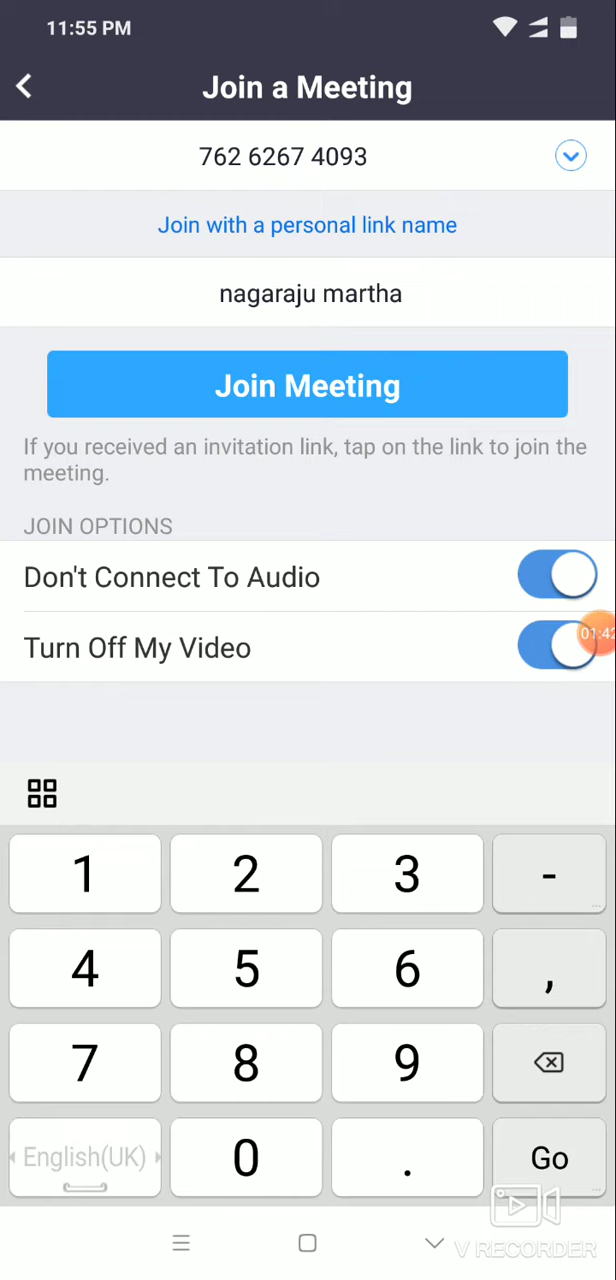 11:55 PM
Join a Meeting
762 6267 4093
Join with a personal link name
nagaraju martha
Join Meeting
If you received an invitation link, tap on the link to join the
meeting.
JOIN OPTIONS
Don't Connect To Audio
Turn Off My Video
01:42
1 2 3 -
4 5 6 ,
7 8 9
English(UK) 0 . Go
V RECORDER